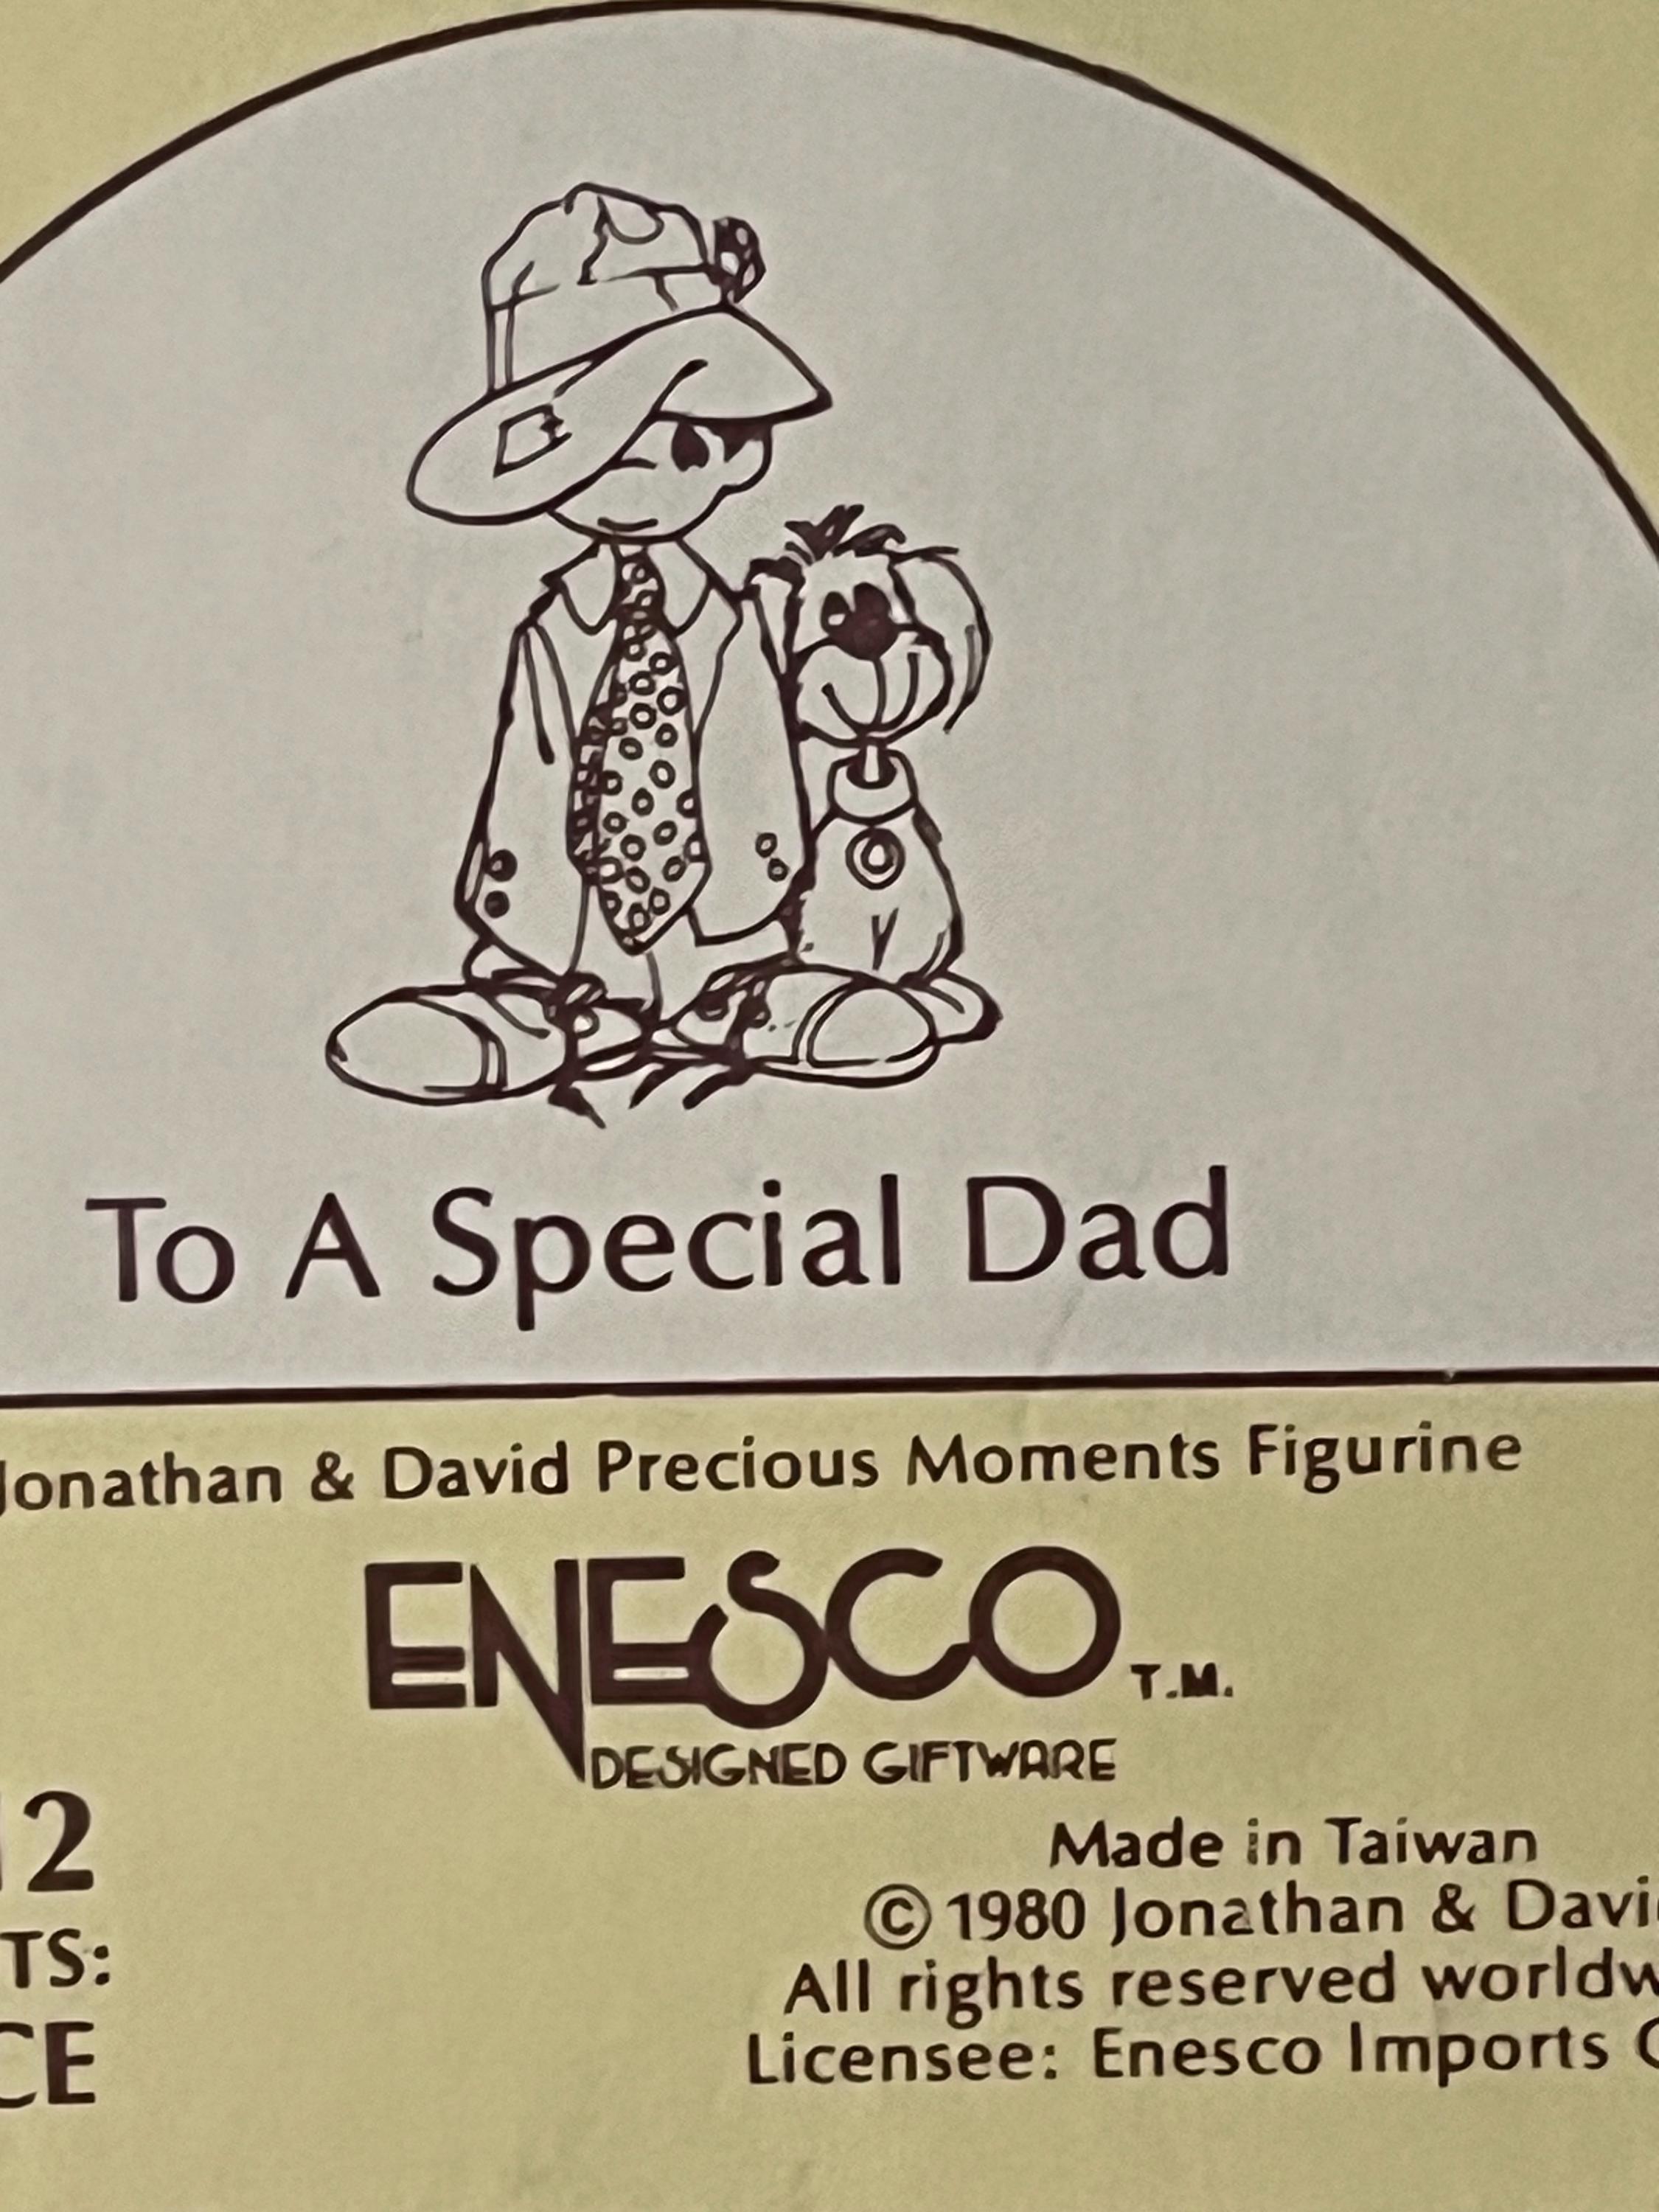 To A Special Dad
Jonathan & David Precious Moments Figurine
ENESCO T.M.
DESIGNED GIFTWARE
12
TS:
CE
Made in Taiwan
© 1980 Jonathan & Davi
All rights reserved worldw
Licensee: Enesco Imports C